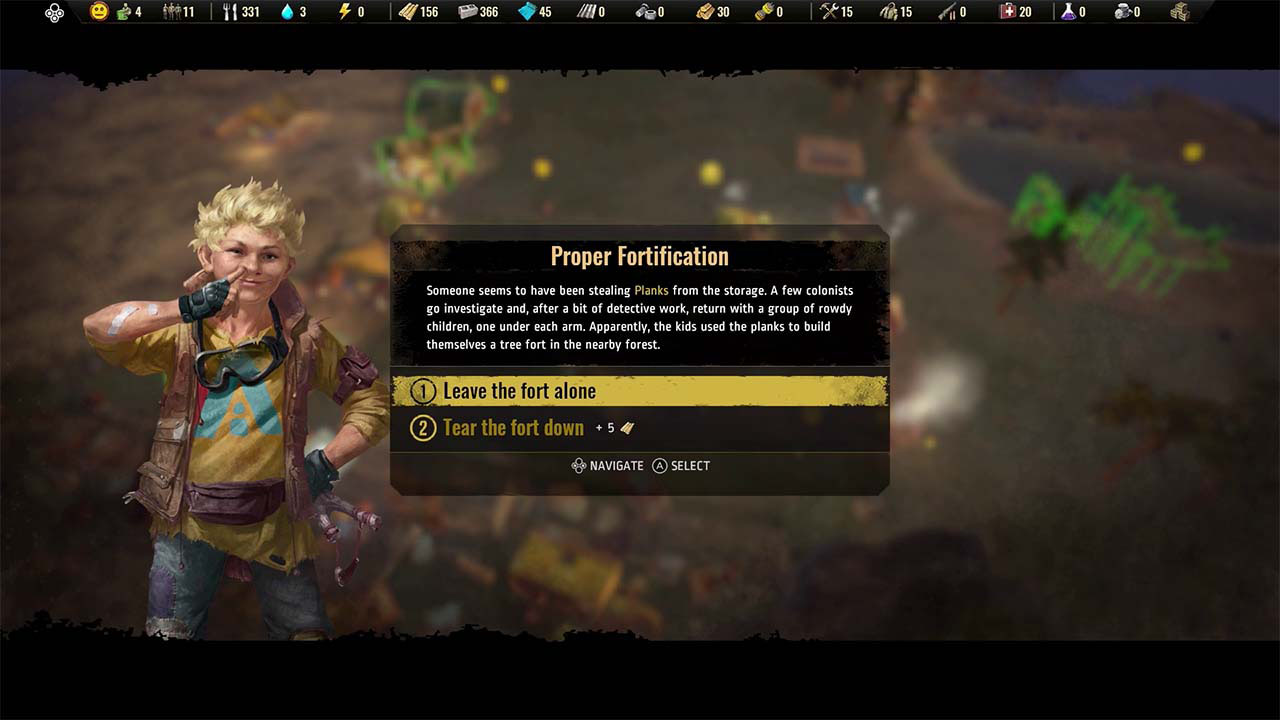 4 11 331 3 0 156 366 45 0 0 30 0 15 15 0 20 0 0
Proper Fortification
Someone seems to have been stealing Planks from the storage. A few colonists
go investigate and, after a bit of detective work, return with a group of rowdy
children, one under each arm. Apparently, the kids used the planks to build
themselves a tree fort in the nearby forest.
1 Leave the fort alone
2 Tear the fort down + 5
NAVIGATE A SELECT